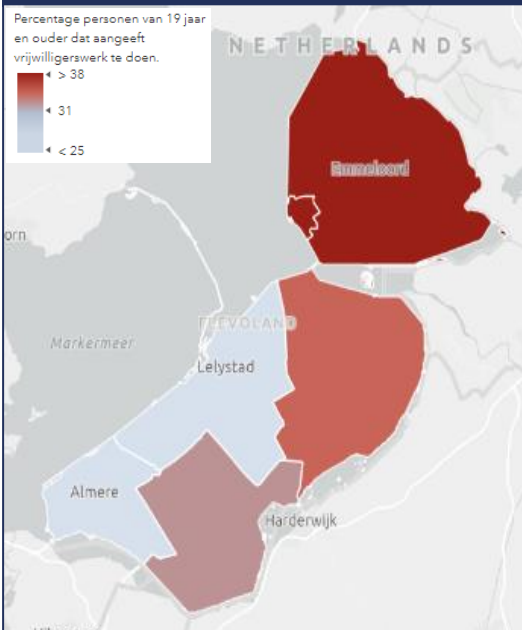 Percentage personen van 19 jaar
en ouder dat aangeeft
vrijwilligerswerk te doen.
> 38
31
< 25
NETHERLANDS
Emmeloord
orn
FLEVOLAND
Markermeer
Lelystad
Almere
Harderwijk